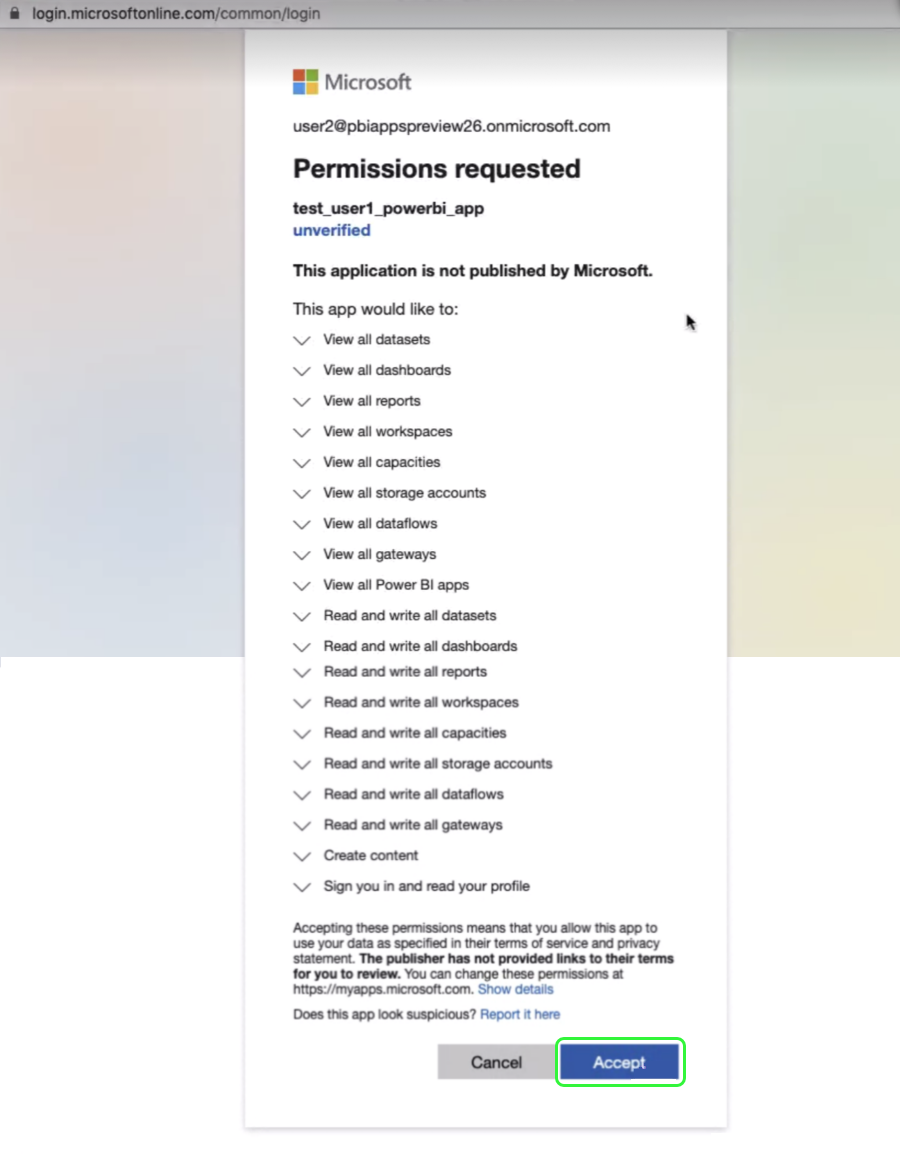 login.microsoftonline.com/common/login
Microsoft
user2@pbiappspreview26.onmicrosoft.com
Permissions requested
test_user1_powerbi_app
unverified
This application is not published by Microsoft.
This app would like to:
View all datasets
View all dashboards
View all reports
View all workspaces
View all capacities
View all storage accounts
View all dataflows
View all gateways
View all Power BI apps
Read and write all datasets
Read and write all dashboards
Read and write all reports
Read and write all workspaces
Read and write all capacities
Read and write all storage accounts
Read and write all dataflows
Read and write all gateways
Create content
Sign you in and read your profile
Accepting these permissions means that you allow this app to
use your data as specified in their terms of service and privacy
statement. The publisher has not provided links to their terms
for you to review. You can change these permissions at
https://myapps.microsoft.com. Show details
Does this app look suspicious? Report it here
Cancel Accept